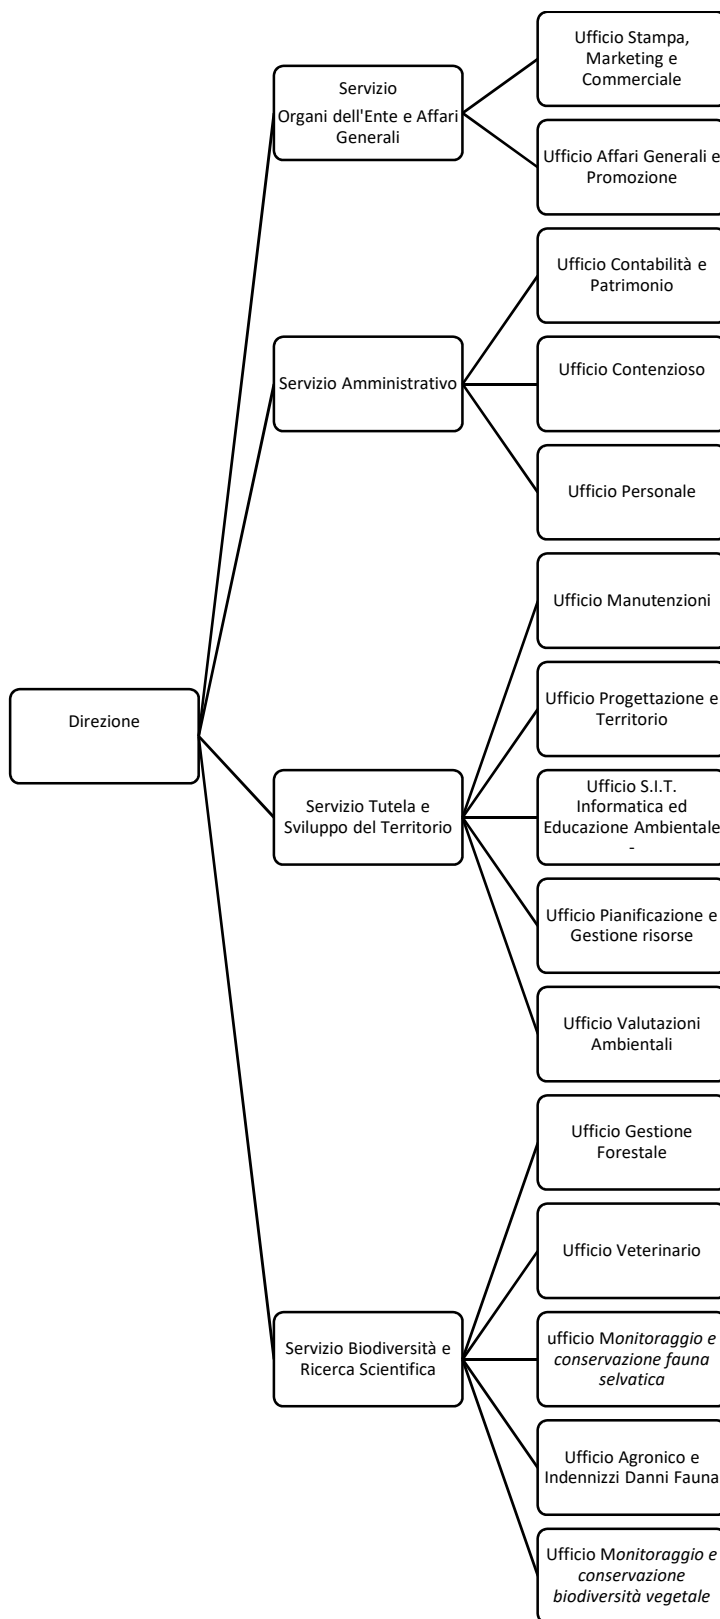 Direzione
Servizio
Organi dell'Ente e Affari
Generali
Ufficio Stampa,
Marketing e
Commerciale
Ufficio Affari Generali e
Promozione
Servizio Amministrativo
Ufficio Contabilità e
Patrimonio
Ufficio Contenzioso
Ufficio Personale
Servizio Tutela e
Sviluppo del Territorio
Ufficio Manutenzioni
Ufficio Progettazione e
Territorio
Ufficio S.I.T.
Informatica ed
Educazione Ambientale
-
Ufficio Pianificazione e
Gestione risorse
Ufficio Valutazioni
Ambientali
Servizio Biodiversità e
Ricerca Scientifica
Ufficio Gestione
Forestale
Ufficio Veterinario
ufficio Monitoraggio e
conservazione fauna
selvatica
Ufficio Agronico e
Indennizzi Danni Fauna
Ufficio Monitoraggio e
conservazione
biodiversità vegetale